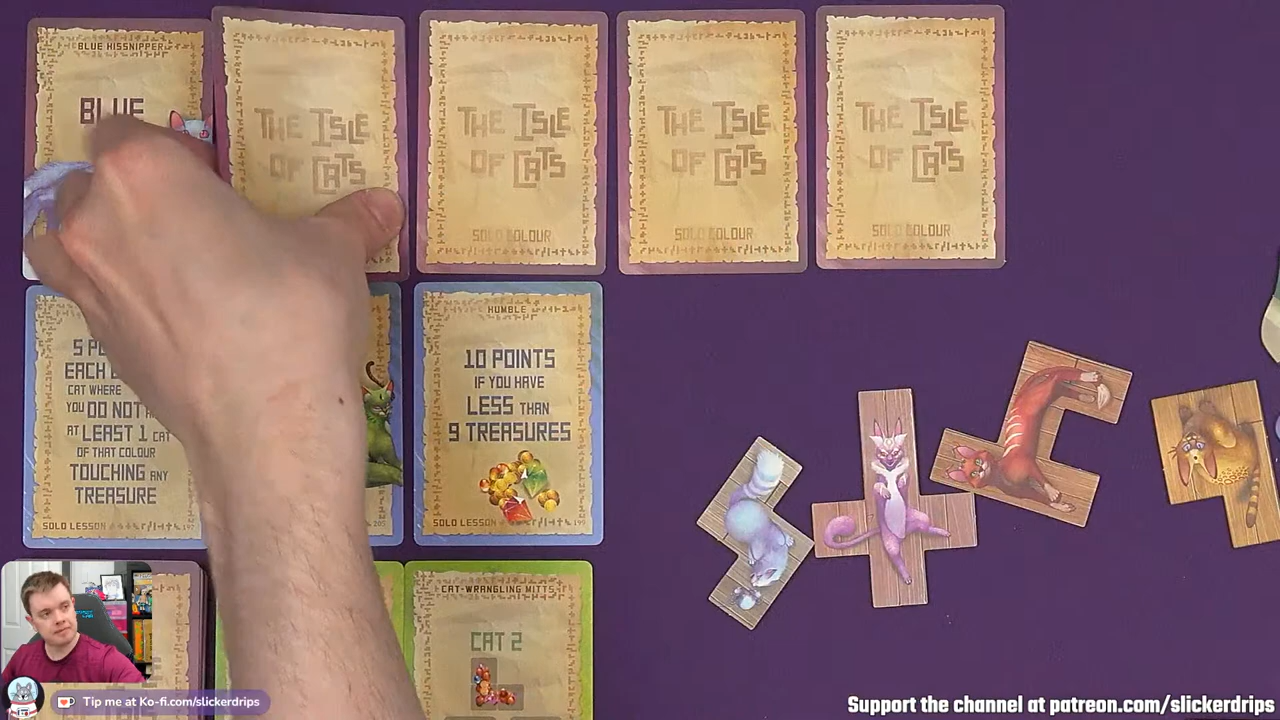 BLUE HISSNIPPER
BLUE
THE ISLE
OF CATS
THE ISLE
OF CATS
SOLO COLOUR
THE ISLE
OF CATS
SOLO COLOUR
THE ISLE
OF CATS
SOLO COLOUR
EACH
CAT WHERE
YOU DO NOT
AT LEAST 1 CAT
OF THAT COLOUR
TOUCHING ANY
TREASURE
SOLO LESSON 197
205
HUMBLE
10 POINTS
IF YOU HAVE
LESS THAN
9 TREASURES
SOLO LESSON 199
CAT-WRANGLING MITTS
CAT 2
Tip me at Ko-fi.com/slickerdrips
Support the channel at patreon.com/slickerdrips